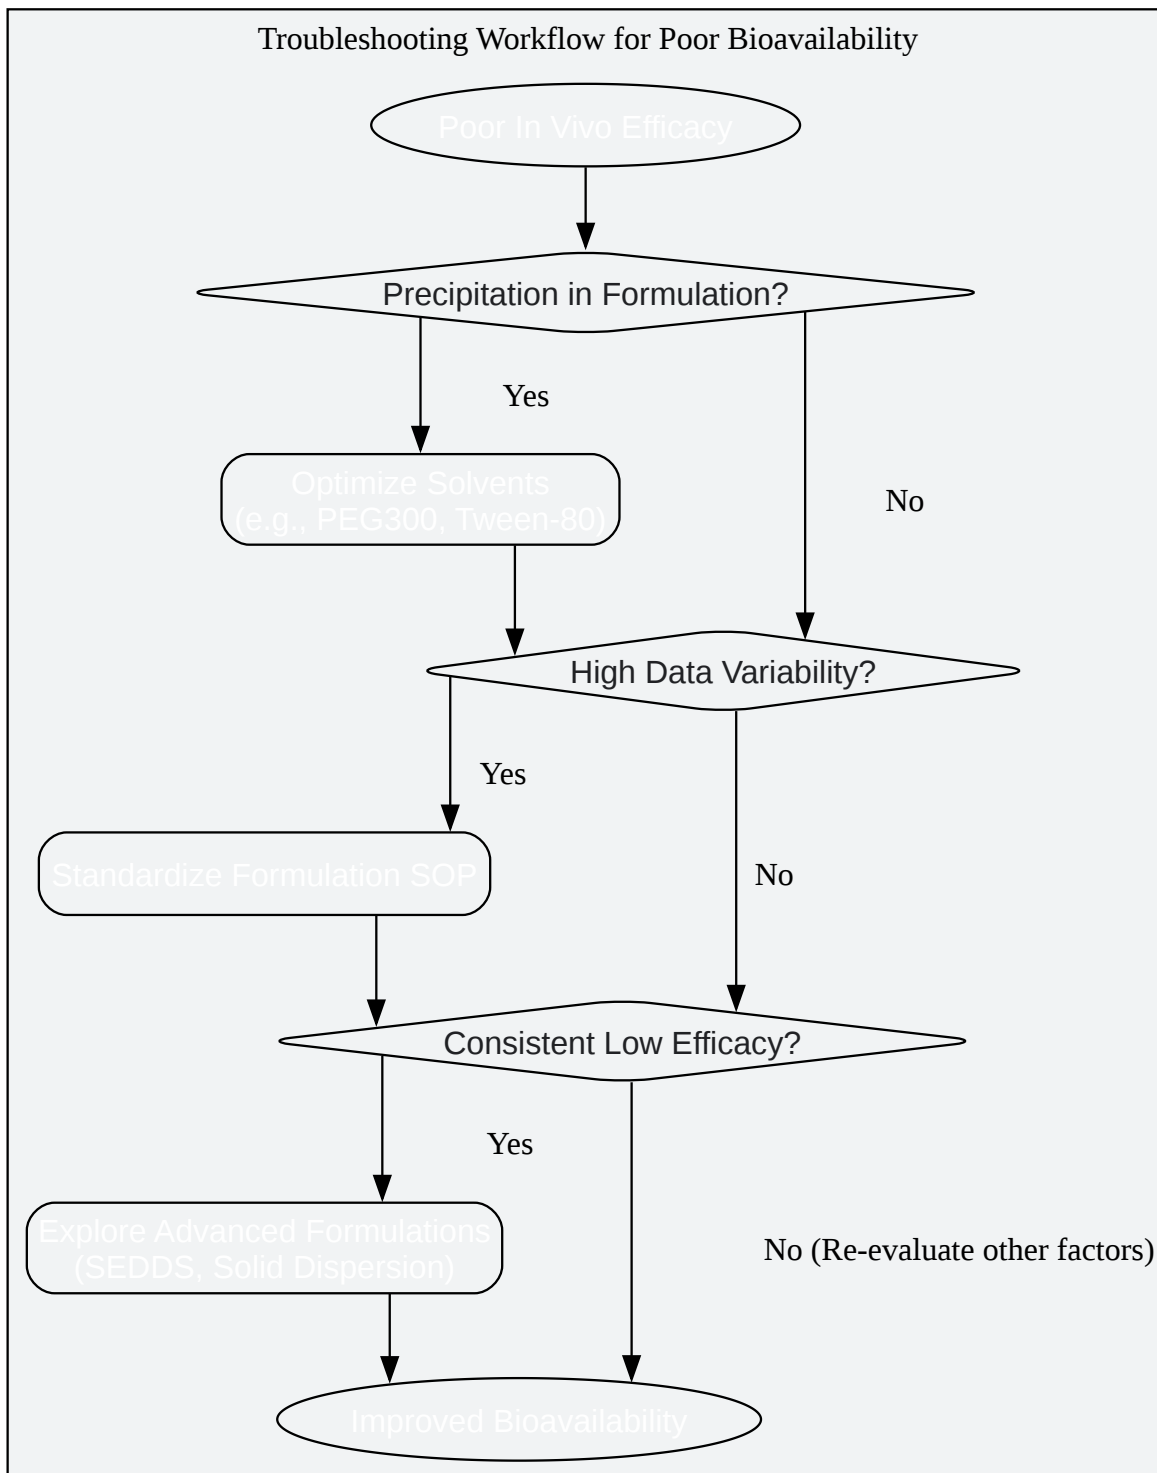 Troubleshooting Workflow for Poor Bioavailability
Poor In Vivo Efficacy
Precipitation in Formulation?
Yes
Optimize Solvents
(e.g., PEG300, Tween-80)
No
High Data Variability?
Yes
Standardize Formulation SOP
No
Consistent Low Efficacy?
Yes
Explore Advanced Formulations
(SEDDS, Solid Dispersion)
No (Re-evaluate other factors)
Improved Bioavailability